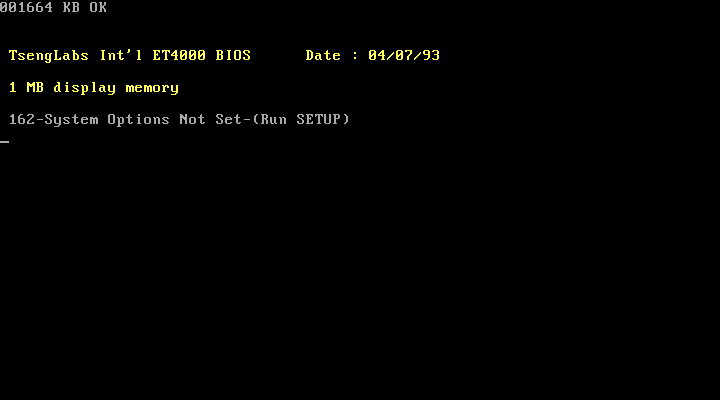 001664 KB OK
TsengLabs Int'l ET4000 BIOS      Date : 04/07/93
1 MB display memory
162-System Options Not Set-(Run SETUP)